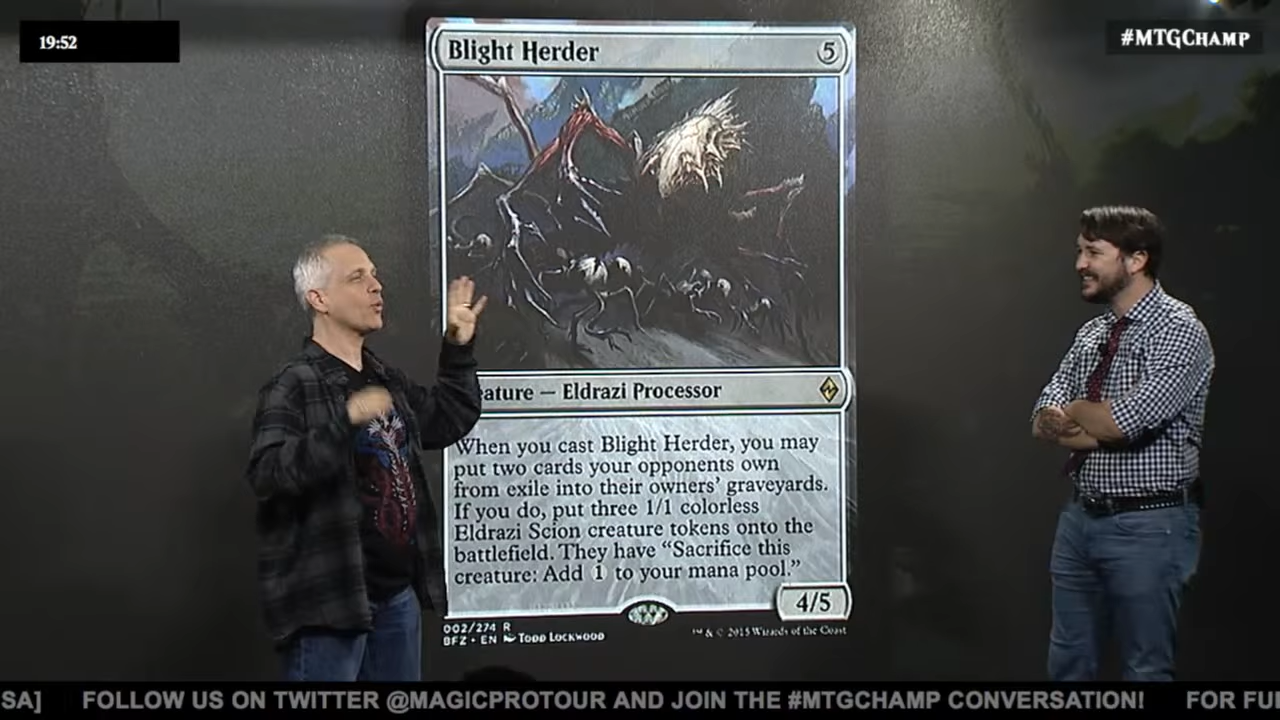 19:52
#MTGCHAMP
Blight Herder 5
eature — Eldrazi Processor
When you cast Blight Herder, you may
put two cards your opponents own
from exile into their owners' graveyards.
If you do, put three 1/1 colorless
Eldrazi Scion creature tokens onto the
battlefield. They have “Sacrifice this
creature: Add 1 to your mana pool.”
4/5
002/274 R
BFZ • EN Todd Lockwood
™ & © 2015 Wizards of the Coast
SA] FOLLOW US ON TWITTER @MAGICPROTOUR AND JOIN THE #MTGCHAMP CONVERSATION! FOR FU